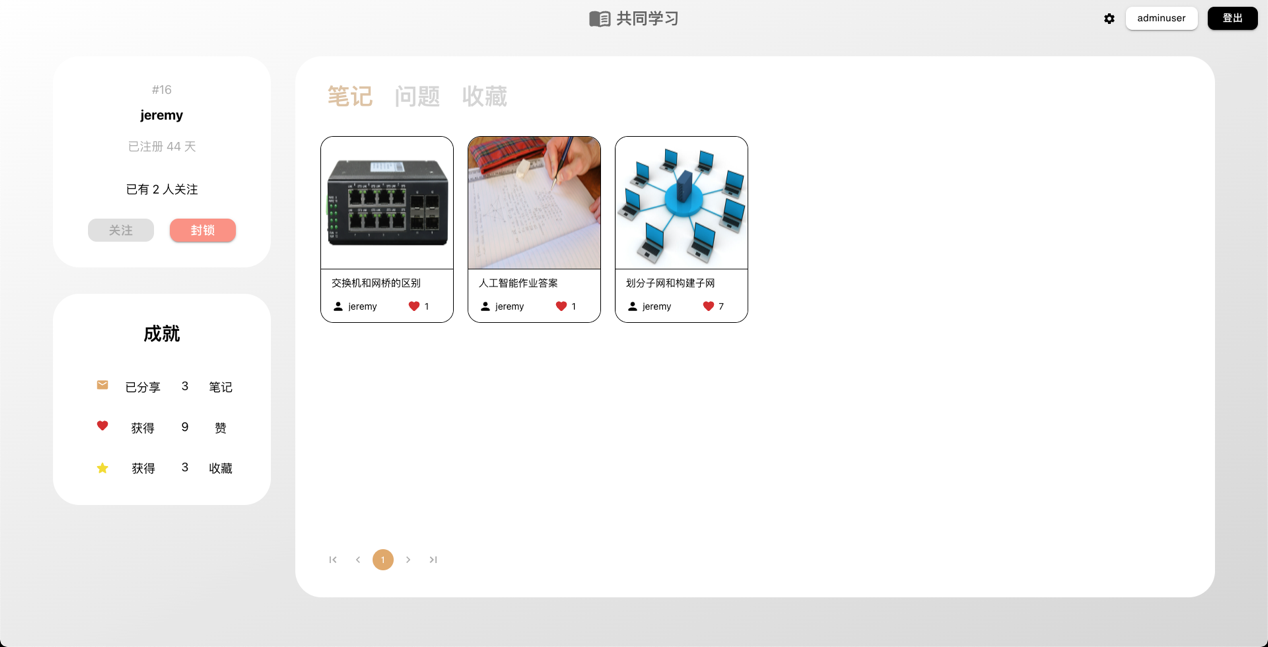 共同学习
adminuser
登出
#16
jeremy
已注册 44 天
已有 2 人关注
关注
封锁
成就
已分享 3 笔记
获得 9 赞
获得 3 收藏
笔记 问题 收藏
交换机和网桥的区别
jeremy 1
人工智能作业答案
jeremy 1
划分子网和构建子网
jeremy 7
1